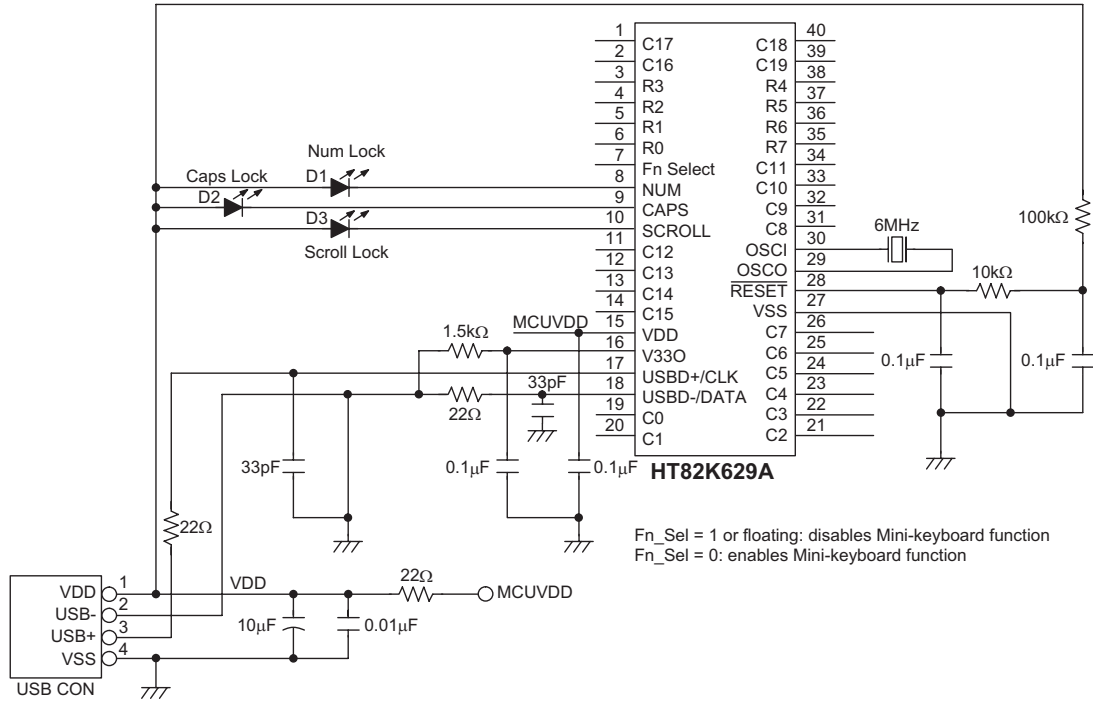 1 C17
2 C16
3 R3
4 R2
5 R1
6 R0
7 Fn Select
8 NUM
9 CAPS
10 SCROLL
11 C12
12 C13
13 C14
14 C15
15 VDD
16 V33O
17 USBD+/CLK
18 USBD-/DATA
19 C0
20 C1
C18 40
C19 39
R4 38
R5 37
R6 36
R7 35
C11 34
C10 33
C9 32
C8 31
OSCI 30
OSCO 29
RESET 28
VSS 27
C7 26
C6 25
C5 24
C4 23
C3 22
C2 21
HT82K629A
Num Lock
D1
Caps Lock
D2
D3
Scroll Lock
6MHz
100kΩ
10kΩ
0.1μF
0.1μF
MCUVDD
1.5kΩ
22Ω
33pF
33pF
0.1μF
0.1μF
22Ω
Fn_Sel = 1 or floating: disables Mini-keyboard function
Fn_Sel = 0: enables Mini-keyboard function
VDD 1
USB- 2
USB+ 3
VSS 4
USB CON
VDD
22Ω
MCUVDD
10μF
0.01μF